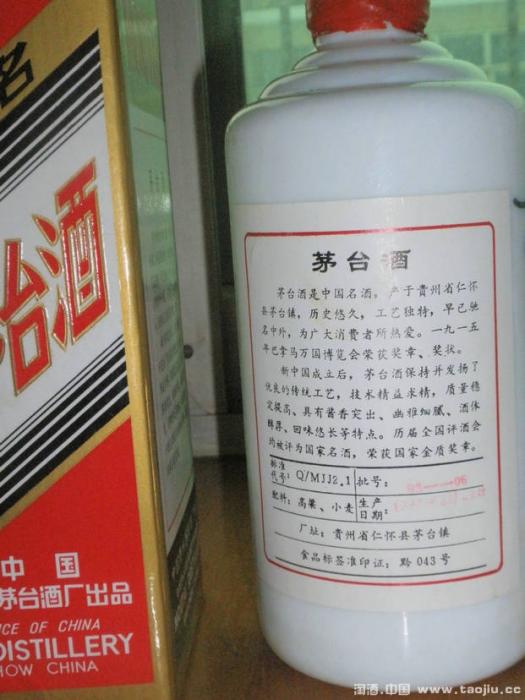 名
台酒
中国
茅台酒厂出品
CE OF CHINA
DISTILLERY
HOW CHINA
茅台酒
茅台酒是中国名酒，产于贵州省仁怀
县茅台镇，历史悠久，工艺独特，早已驰
名中外，为广大消费者所热爱。一九一五
年巴拿马万国博览会荣获奖章、奖状。
新中国成立后，茅台酒保持并发扬了
优良的传统工艺，技术精益求精，质量稳
定提高、具有酱香突出、幽雅细腻、酒体
醇厚、回味悠长等特点。历届全国评酒会
均被评为国家名酒，荣获国家金质奖章。
标准代号：Q/MJJ2.1 批号：—06
配料：高粱、小麦 生产日期：
厂址：贵州省仁怀县茅台镇
食品标签准印证：黔043号
淘酒.中国 www.taojiu.cc